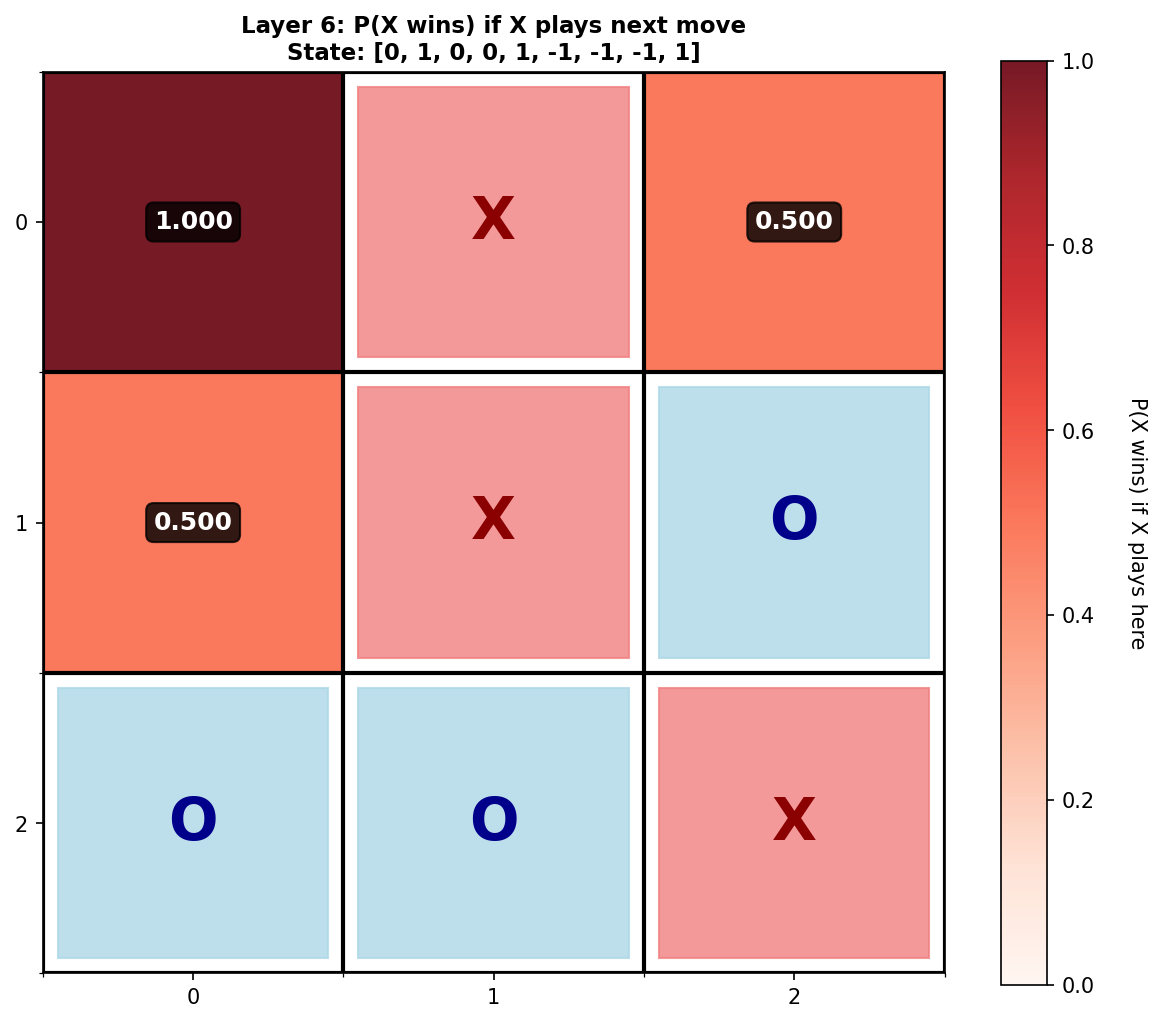 Layer 6: P(X wins) if X plays next move
State: [0, 1, 0, 0, 1, -1, -1, -1, 1]
0
1.000
X
0.500
1
0.500
X
O
2
O
O
X
0
1
2
1.0
0.8
0.6
0.4
0.2
0.0
P(X wins) if X plays here